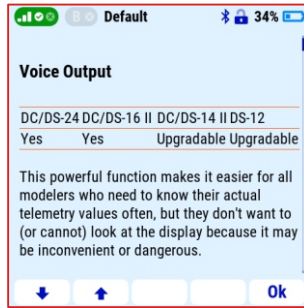 B Default 34%
Voice Output
DC/DS-24 DC/DS-16 II DC/DS-14 II DS-12
Yes Yes Upgradable Upgradable
This powerful function makes it easier for all
modelers who need to know their actual
telemetry values often, but they don't want to
(or cannot) look at the display because it may
be inconvenient or dangerous.
Ok